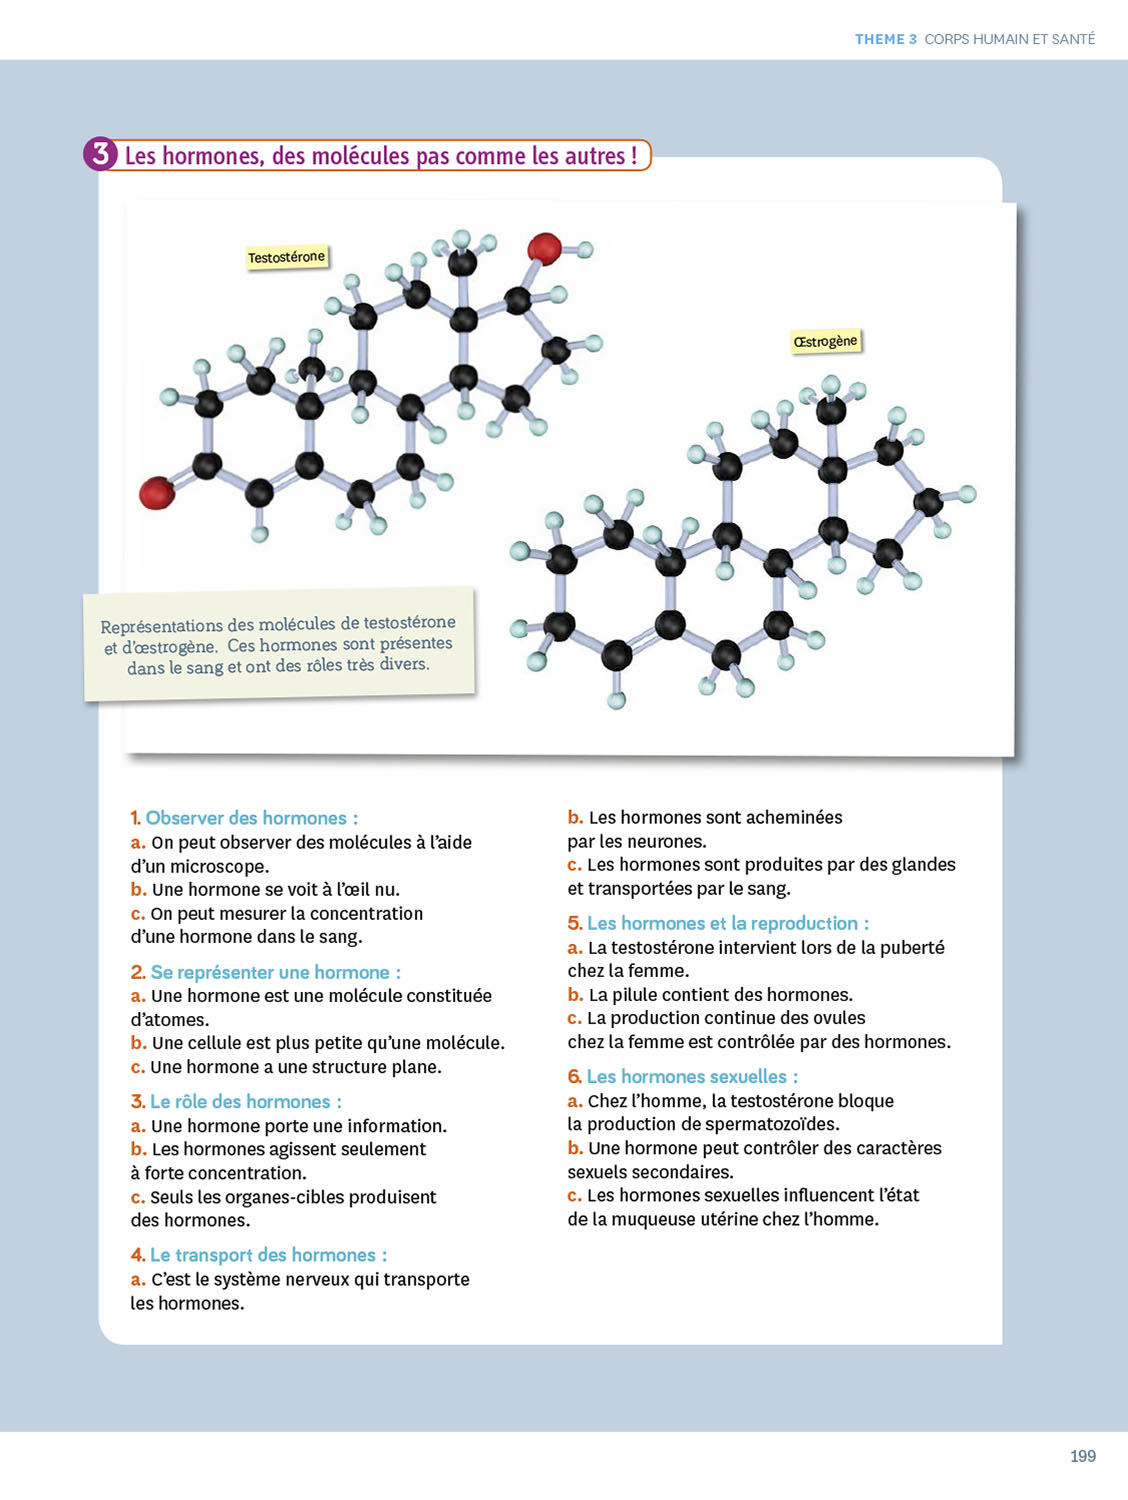 THEME 3 CORPS HUMAIN ET SANTÉ
3 Les hormones, des molécules pas comme les autres !
Testostérone
Œstrogène
Représentations des molécules de testostérone
et d'œstrogène. Ces hormones sont présentes
dans le sang et ont des rôles très divers.
1. Observer des hormones :
a. On peut observer des molécules à l'aide
d'un microscope.
b. Une hormone se voit à l'œil nu.
c. On peut mesurer la concentration
d'une hormone dans le sang.
2. Se représenter une hormone :
a. Une hormone est une molécule constituée
d'atomes.
b. Une cellule est plus petite qu'une molécule.
c. Une hormone a une structure plane.
3. Le rôle des hormones :
a. Une hormone porte une information.
b. Les hormones agissent seulement
à forte concentration.
c. Seuls les organes-cibles produisent
des hormones.
4. Le transport des hormones :
a. C'est le système nerveux qui transporte
les hormones.
b. Les hormones sont acheminées
par les neurones.
c. Les hormones sont produites par des glandes
et transportées par le sang.
5. Les hormones et la reproduction :
a. La testostérone intervient lors de la puberté
chez la femme.
b. La pilule contient des hormones.
c. La production continue des ovules
chez la femme est contrôlée par des hormones.
6. Les hormones sexuelles :
a. Chez l'homme, la testostérone bloque
la production de spermatozoïdes.
b. Une hormone peut contrôler des caractères
sexuels secondaires.
c. Les hormones sexuelles influencent l'état
de la muqueuse utérine chez l'homme.
199